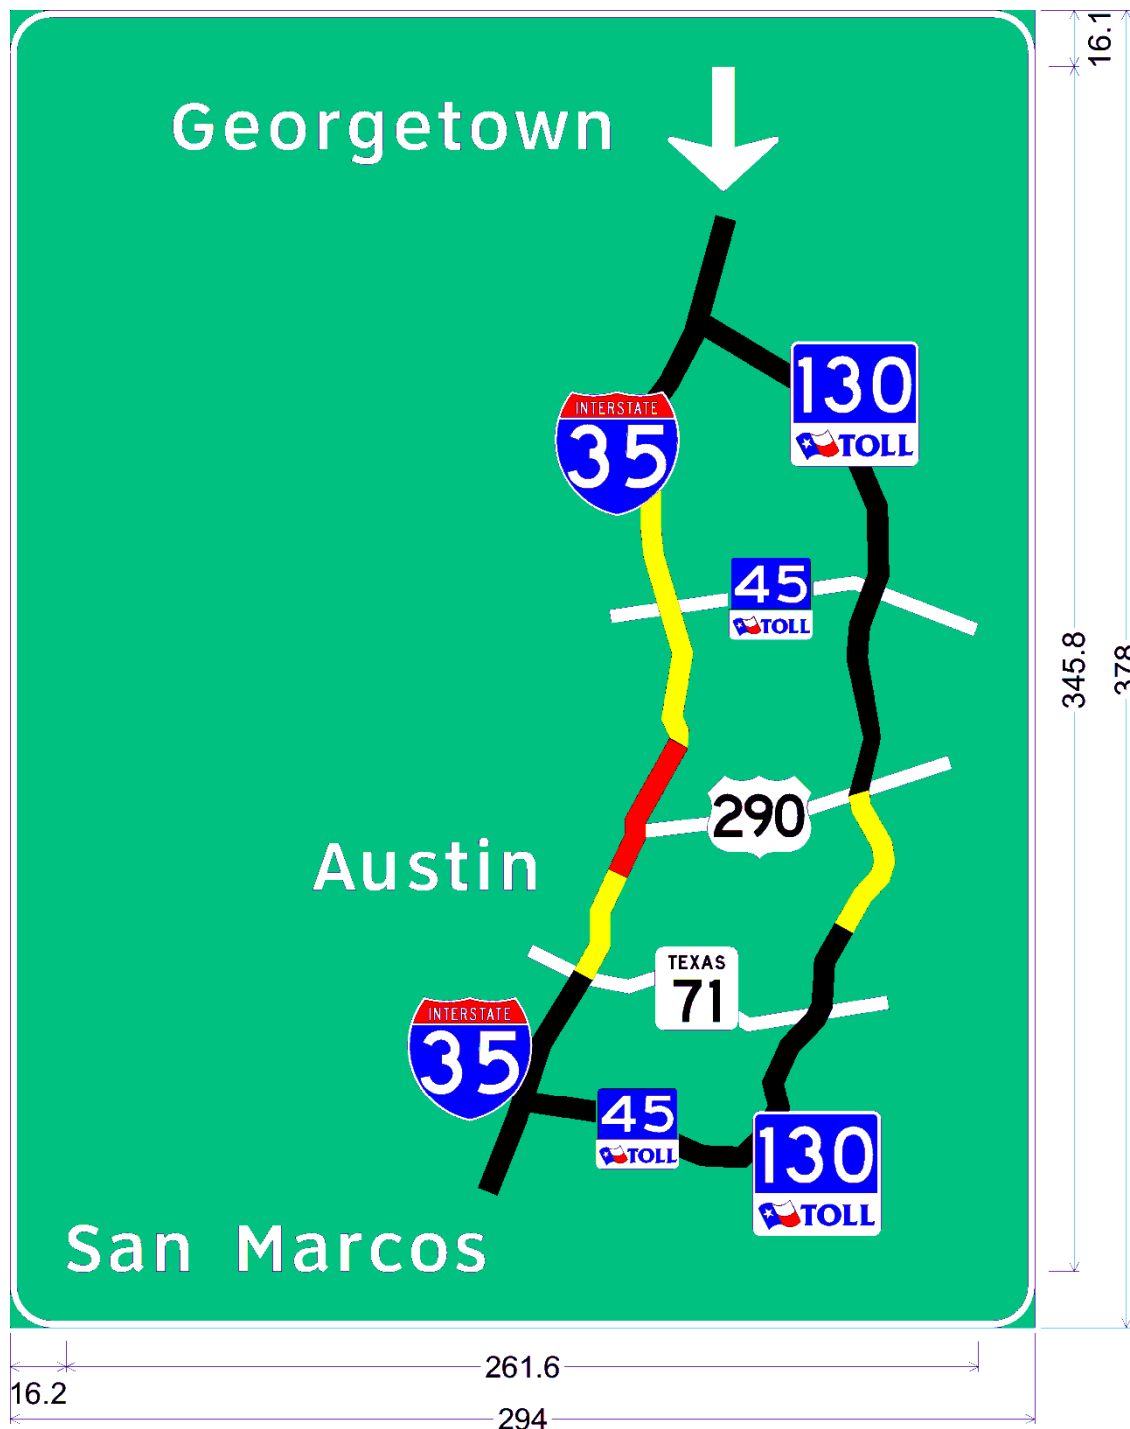 16.1
Georgetown
130
TOLL
INTERSTATE
35
45
TOLL
345.8
378
290
Austin
TEXAS
71
INTERSTATE
35
45
TOLL
130
TOLL
San Marcos
261.6
16.2
294